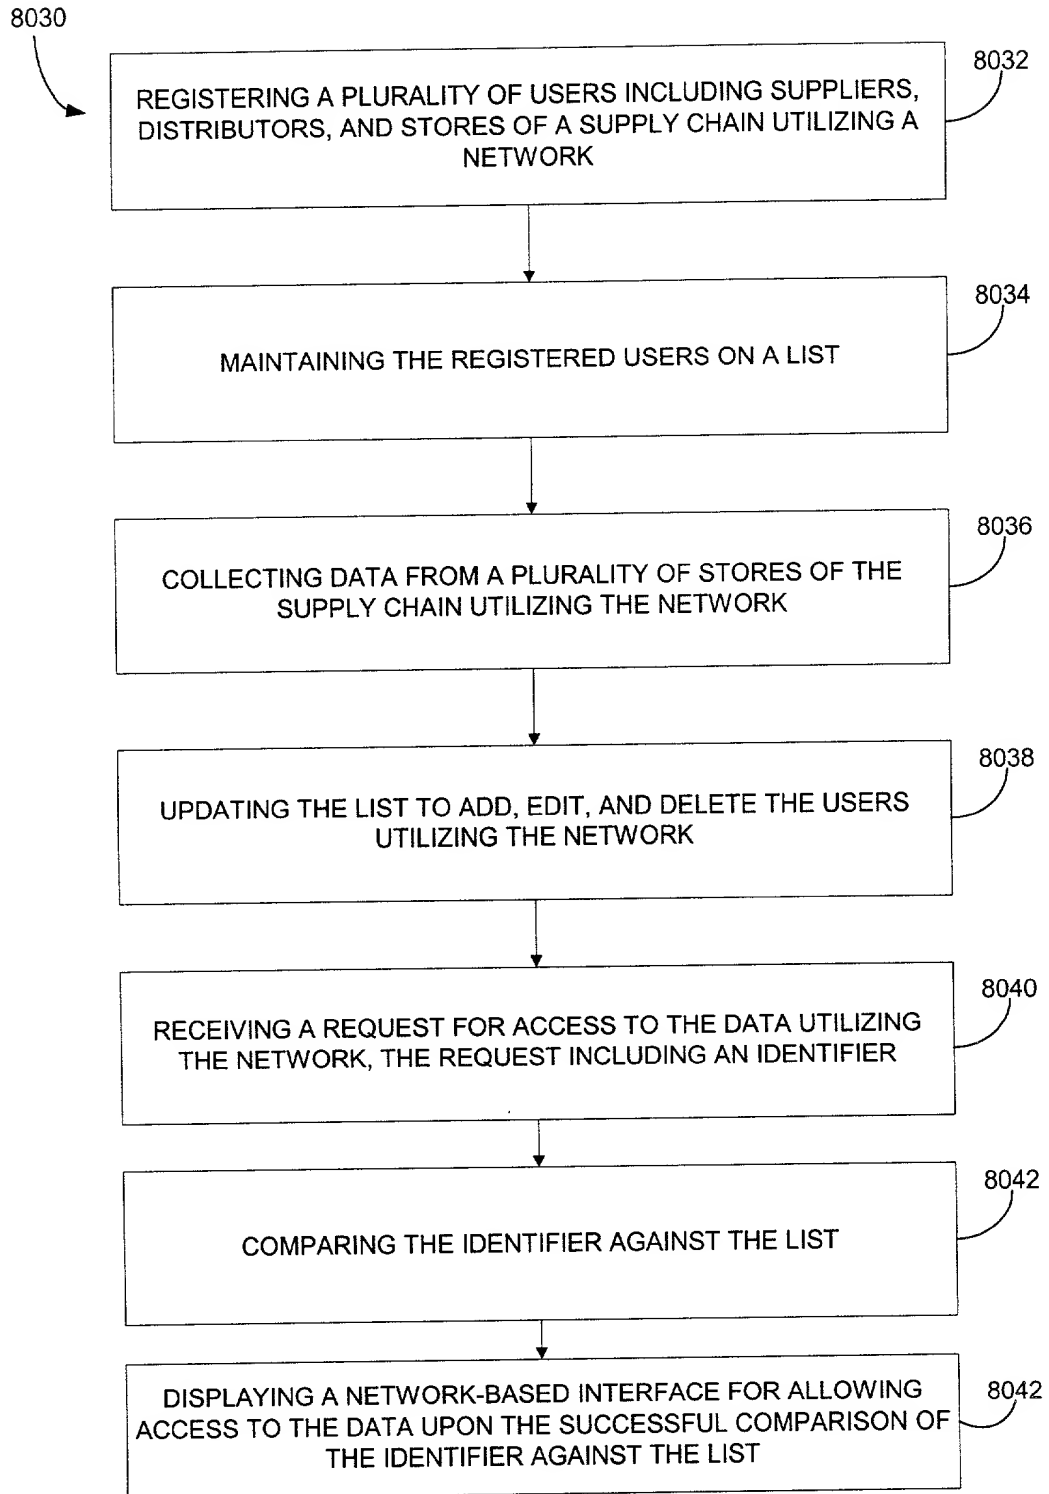 8030
8032
REGISTERING A PLURALITY OF USERS INCLUDING SUPPLIERS,
DISTRIBUTORS, AND STORES OF A SUPPLY CHAIN UTILIZING A
NETWORK
8034
MAINTAINING THE REGISTERED USERS ON A LIST
8036
COLLECTING DATA FROM A PLURALITY OF STORES OF THE
SUPPLY CHAIN UTILIZING THE NETWORK
8038
UPDATING THE LIST TO ADD, EDIT, AND DELETE THE USERS
UTILIZING THE NETWORK
8040
RECEIVING A REQUEST FOR ACCESS TO THE DATA UTILIZING
THE NETWORK, THE REQUEST INCLUDING AN IDENTIFIER
8042
COMPARING THE IDENTIFIER AGAINST THE LIST
8042
DISPLAYING A NETWORK-BASED INTERFACE FOR ALLOWING
ACCESS TO THE DATA UPON THE SUCCESSFUL COMPARISON OF
THE IDENTIFIER AGAINST THE LIST